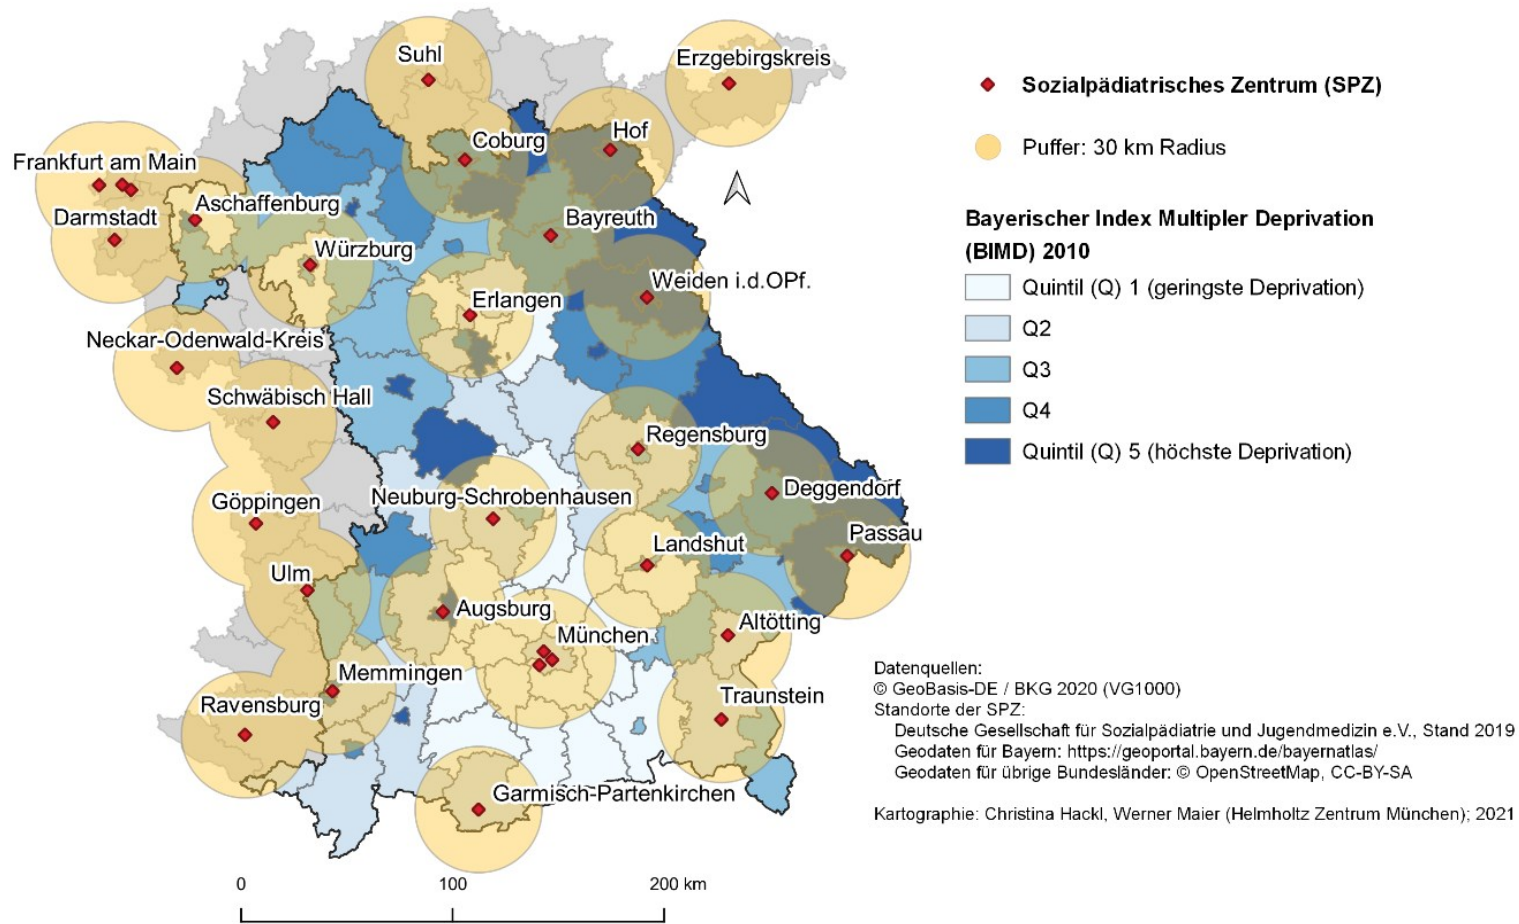 Suhl
Erzgebirgskreis
Coburg
Hof
Frankfurt am Main
Aschaffenburg
Darmstadt
Bayreuth
Würzburg
Weiden i.d.OPf.
Erlangen
Neckar-Odenwald-Kreis
Schwäbisch Hall
Regensburg
Göppingen
Neuburg-Schrobenhausen
Deggendorf
Passau
Landshut
Ulm
Augsburg
Altötting
München
Memmingen
Traunstein
Ravensburg
Garmisch-Partenkirchen
0 100 200 km
Sozialpädiatrisches Zentrum (SPZ)
Puffer: 30 km Radius
Bayerischer Index Multipler Deprivation
(BIMD) 2010
Quintil (Q) 1 (geringste Deprivation)
Q2
Q3
Q4
Quintil (Q) 5 (höchste Deprivation)
Datenquellen:
© GeoBasis-DE / BKG 2020 (VG1000)
Standorte der SPZ:
Deutsche Gesellschaft für Sozialpädiatrie und Jugendmedizin e.V., Stand 2019
Geodaten für Bayern: https://geoportal.bayern.de/bayernatlas/
Geodaten für übrige Bundesländer: © OpenStreetMap, CC-BY-SA
Kartographie: Christina Hackl, Werner Maier (Helmholtz Zentrum München); 2021